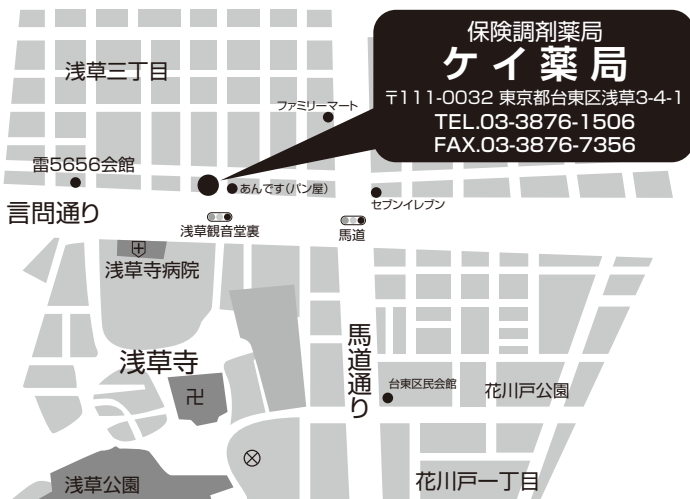 保険調剤薬局
ケイ薬局
〒111-0032 東京都台東区浅草3-4-1
TEL.03-3876-1506
FAX.03-3876-7356
浅草三丁目
ファミリーマート
雷5656会館
あんです(パン屋)
セブンイレブン
言問通り
浅草観音堂裏
馬道
浅草寺病院
浅草寺
卍
馬道通り
台東区民会館
花川戸公園
浅草公園
花川戸一丁目